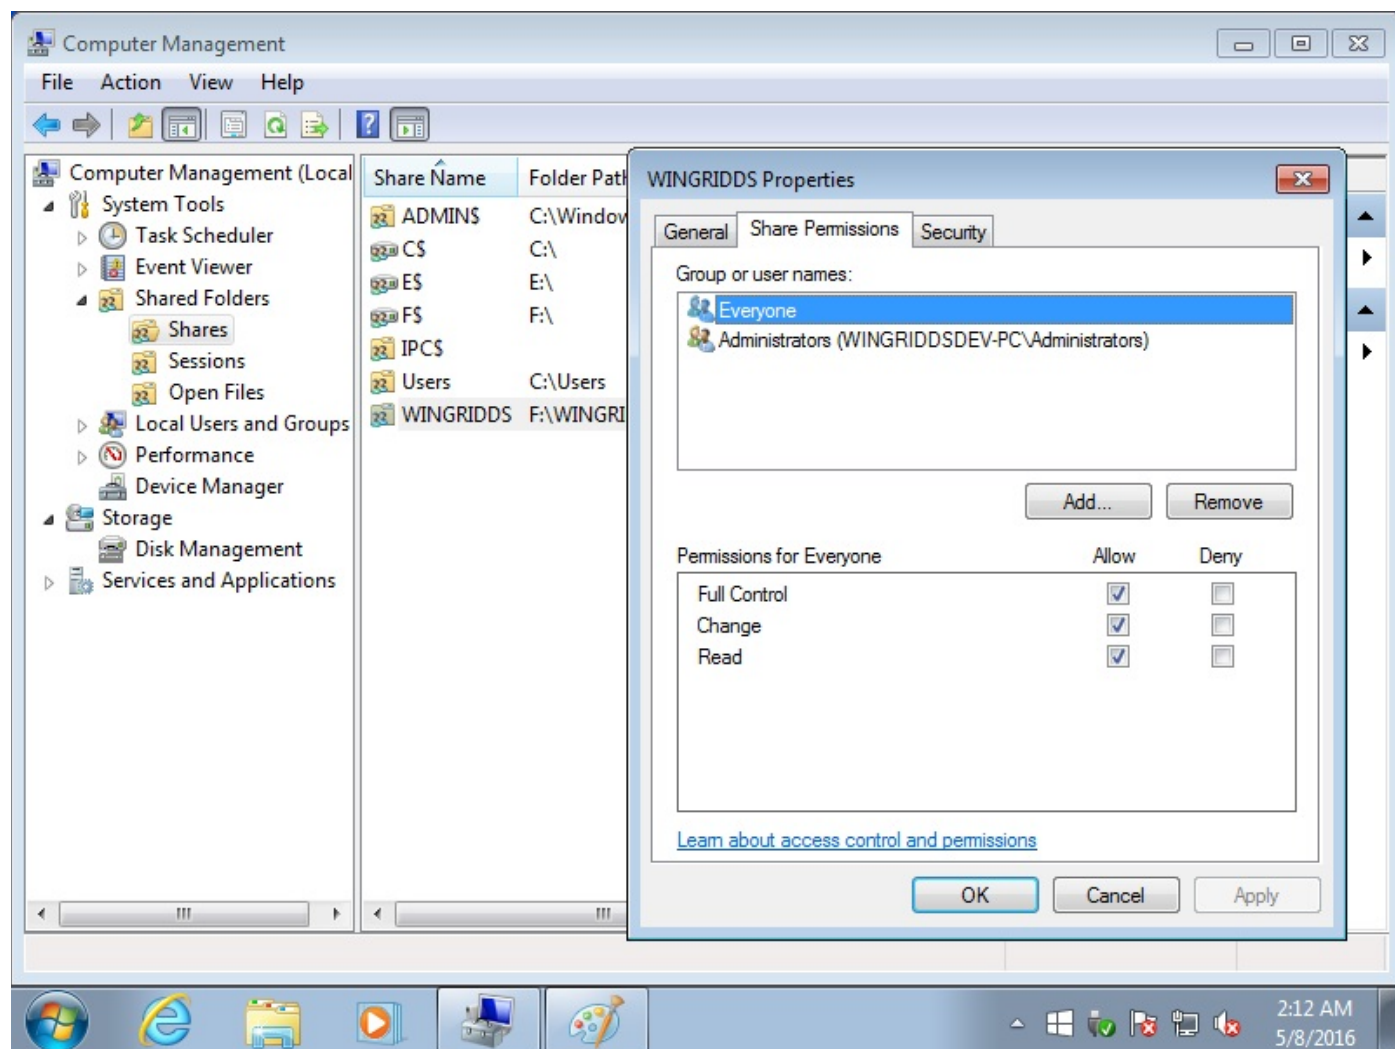 Computer Management
File Action View Help
Computer Management (Local
System Tools
Task Scheduler
Event Viewer
Shared Folders
Shares
Sessions
Open Files
Local Users and Groups
Performance
Device Manager
Storage
Disk Management
Services and Applications
Share Name Folder Path
ADMIN$ C:\Window
C$ C:\
E$ E:\
F$ F:\
IPC$
Users C:\Users
WINGRIDDS F:\WINGRI
WINGRIDDS Properties
General Share Permissions Security
Group or user names:
Everyone
Administrators (WINGRIDDSDEV-PC\Administrators)
Add... Remove
Permissions for Everyone Allow Deny
Full Control
Change
Read
Learn about access control and permissions
OK Cancel Apply
2:12 AM
5/8/2016